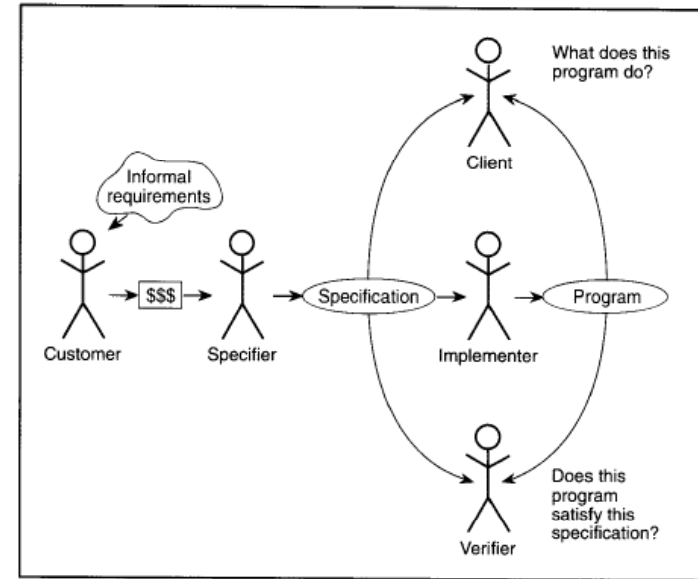 What does this
program do?
Client
Informal
requirements
$$$
Specification
Program
Customer
Specifier
Implementer
Does this
program
satisfy this
specification?
Verifier